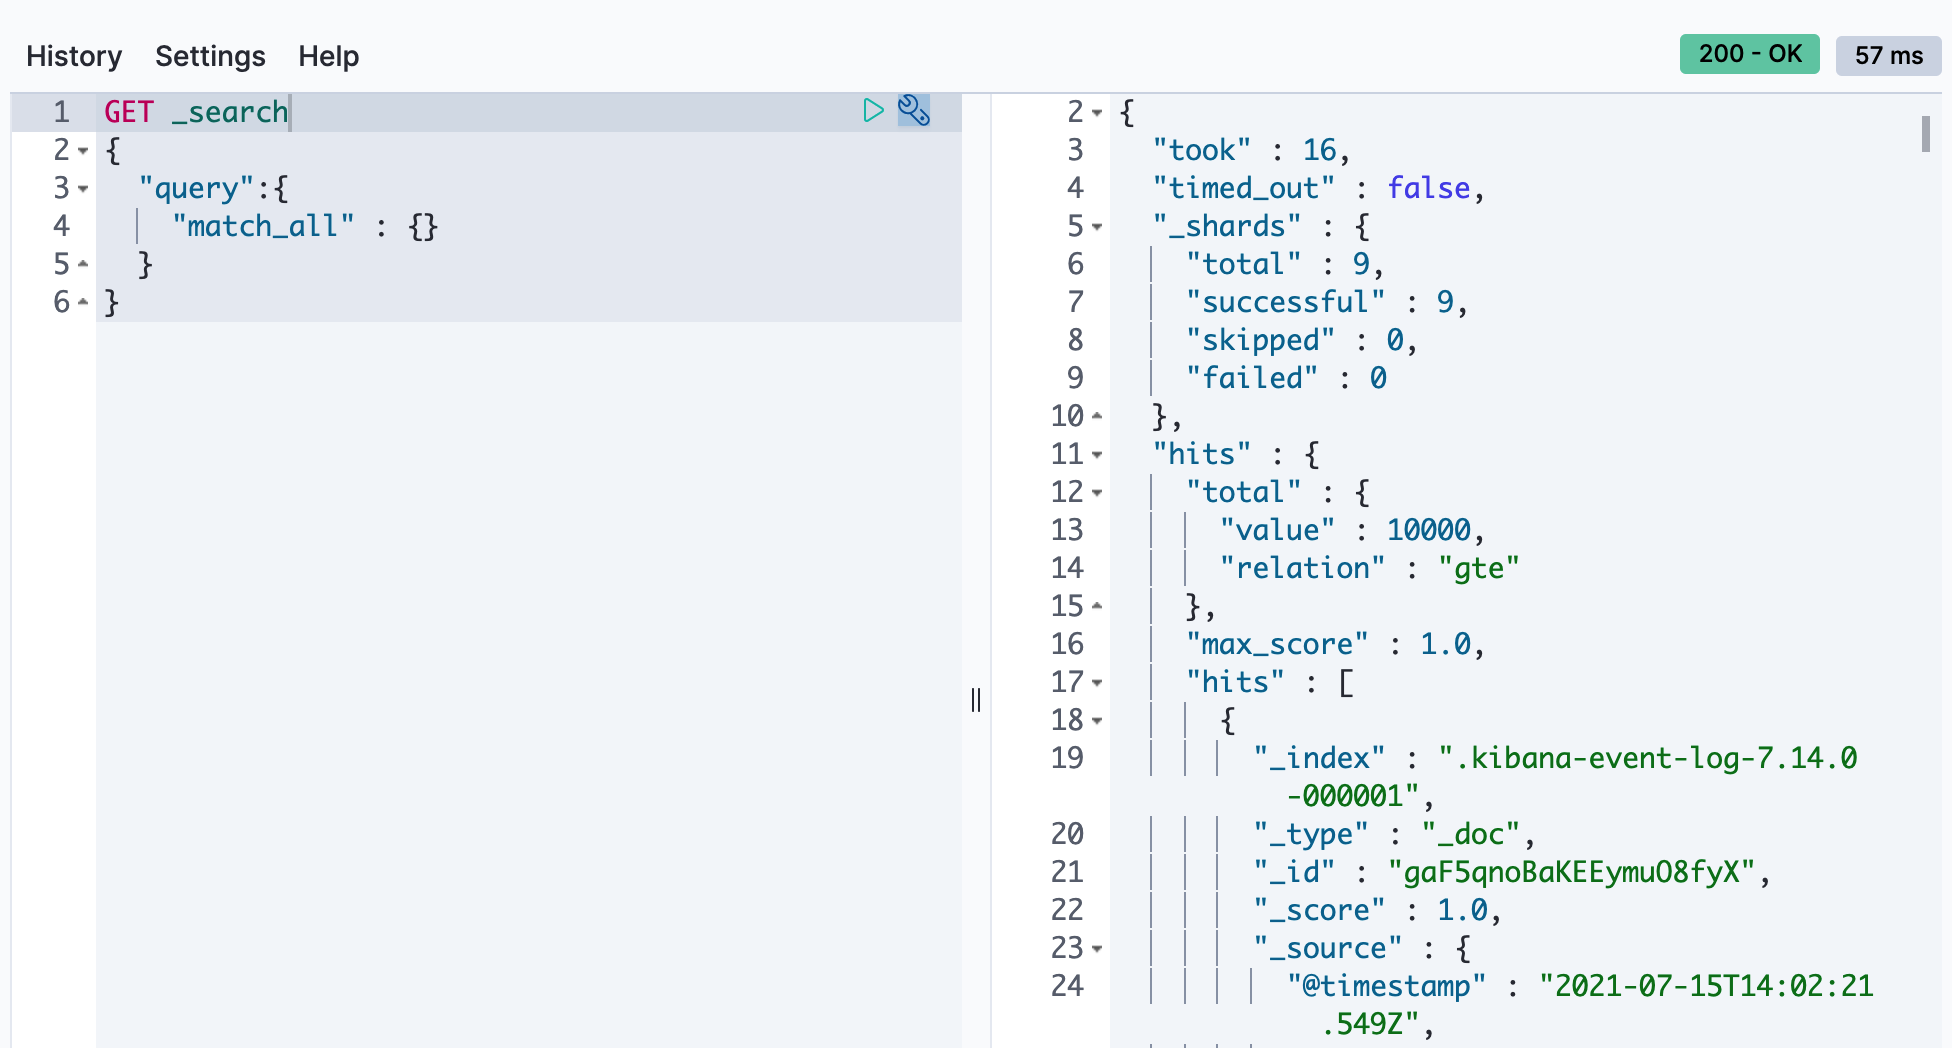 History Settings Help
200 - OK 57 ms
1 GET _search
2 {
3 "query":{
4 "match_all" : {}
5 }
6 }
2 {
3 "took" : 16,
4 "timed_out" : false,
5 "_shards" : {
6 "total" : 9,
7 "successful" : 9,
8 "skipped" : 0,
9 "failed" : 0
10 },
11 "hits" : {
12 "total" : {
13 "value" : 10000,
14 "relation" : "gte"
15 },
16 "max_score" : 1.0,
17 "hits" : [
18 {
19 "_index" : ".kibana-event-log-7.14.0
-000001",
20 "_type" : "_doc",
21 "_id" : "gaF5qnoBaKEEymuO8fyX",
22 "_score" : 1.0,
23 "_source" : {
24 "@timestamp" : "2021-07-15T14:02:21
.549Z",